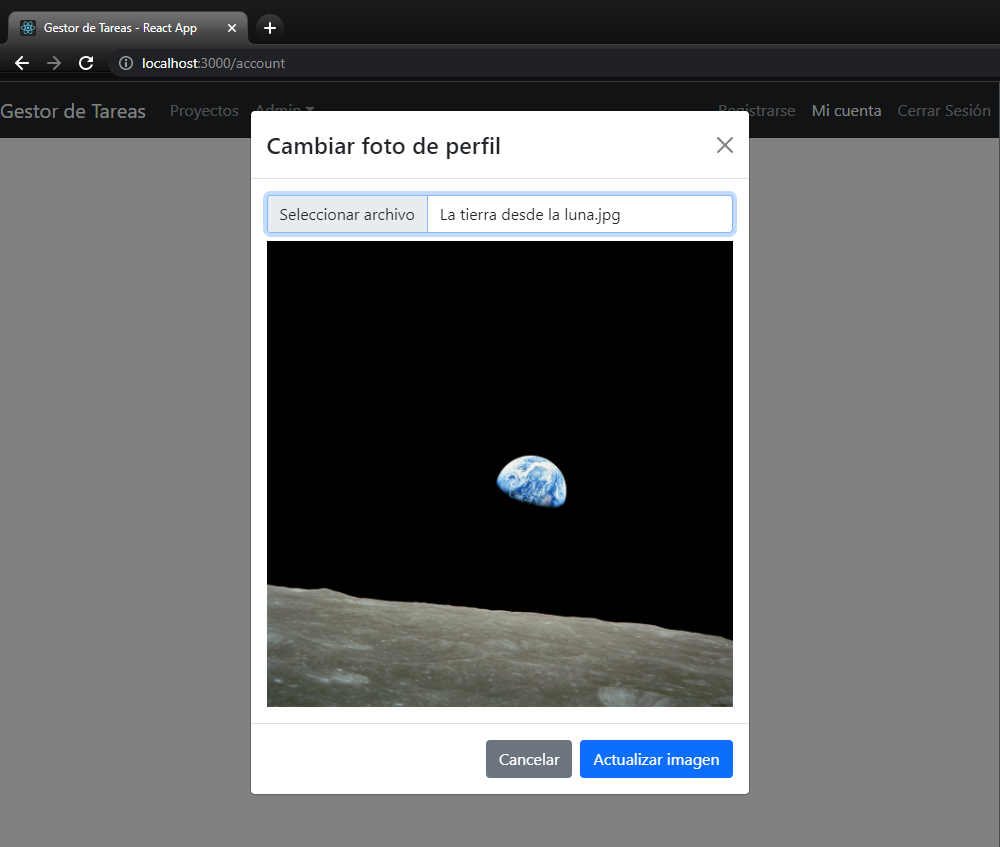 Gestor de Tareas - React App
localhost:3000/account
Gestor de Tareas Proyectos Admin Registrarse Mi cuenta Cerrar Sesión
Cambiar foto de perfil
Seleccionar archivo La tierra desde la luna.jpg
Cancelar Actualizar imagen